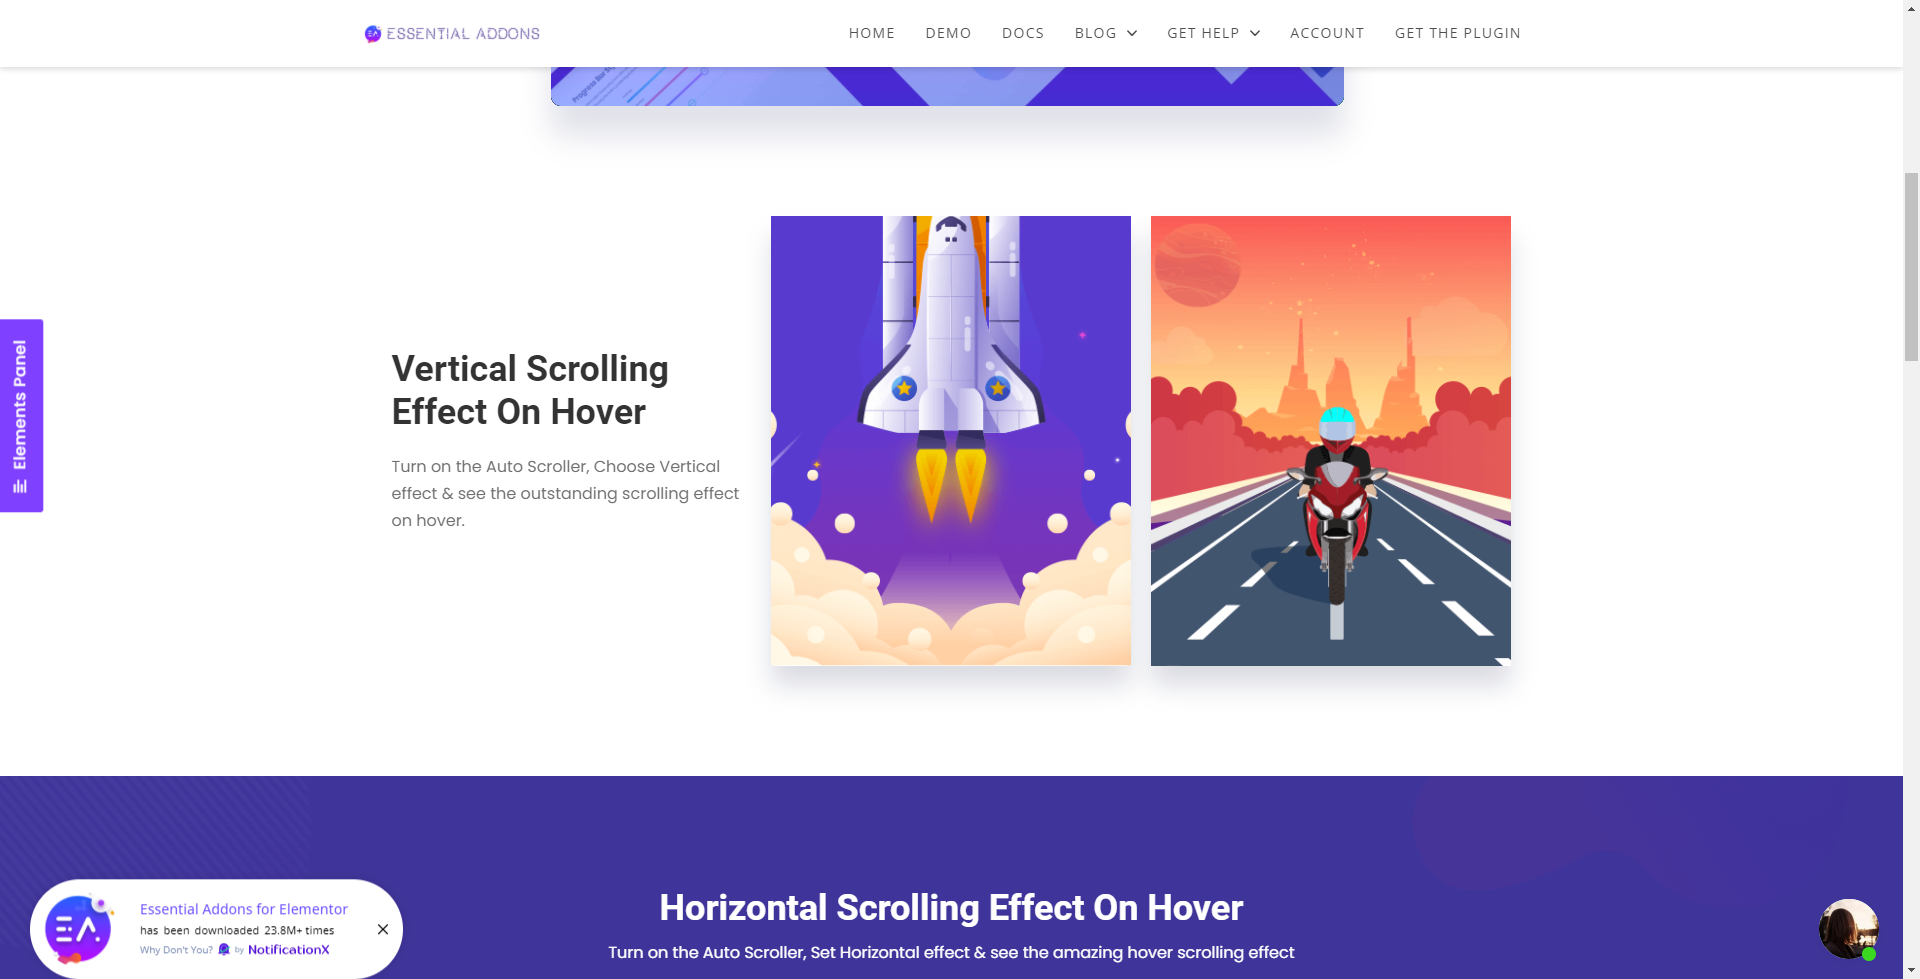 ESSENTIAL ADDONS
HOME DEMO DOCS BLOG GET HELP ACCOUNT GET THE PLUGIN
Progress Bar
Elements Panel
Vertical Scrolling
Effect On Hover
Turn on the Auto Scroller, Choose Vertical
effect & see the outstanding scrolling effect
on hover.
Horizontal Scrolling Effect On Hover
Turn on the Auto Scroller, Set Horizontal effect & see the amazing hover scrolling effect
EA
Essential Addons for Elementor
has been downloaded 23.8M+ times
Why Don't You? by NotificationX